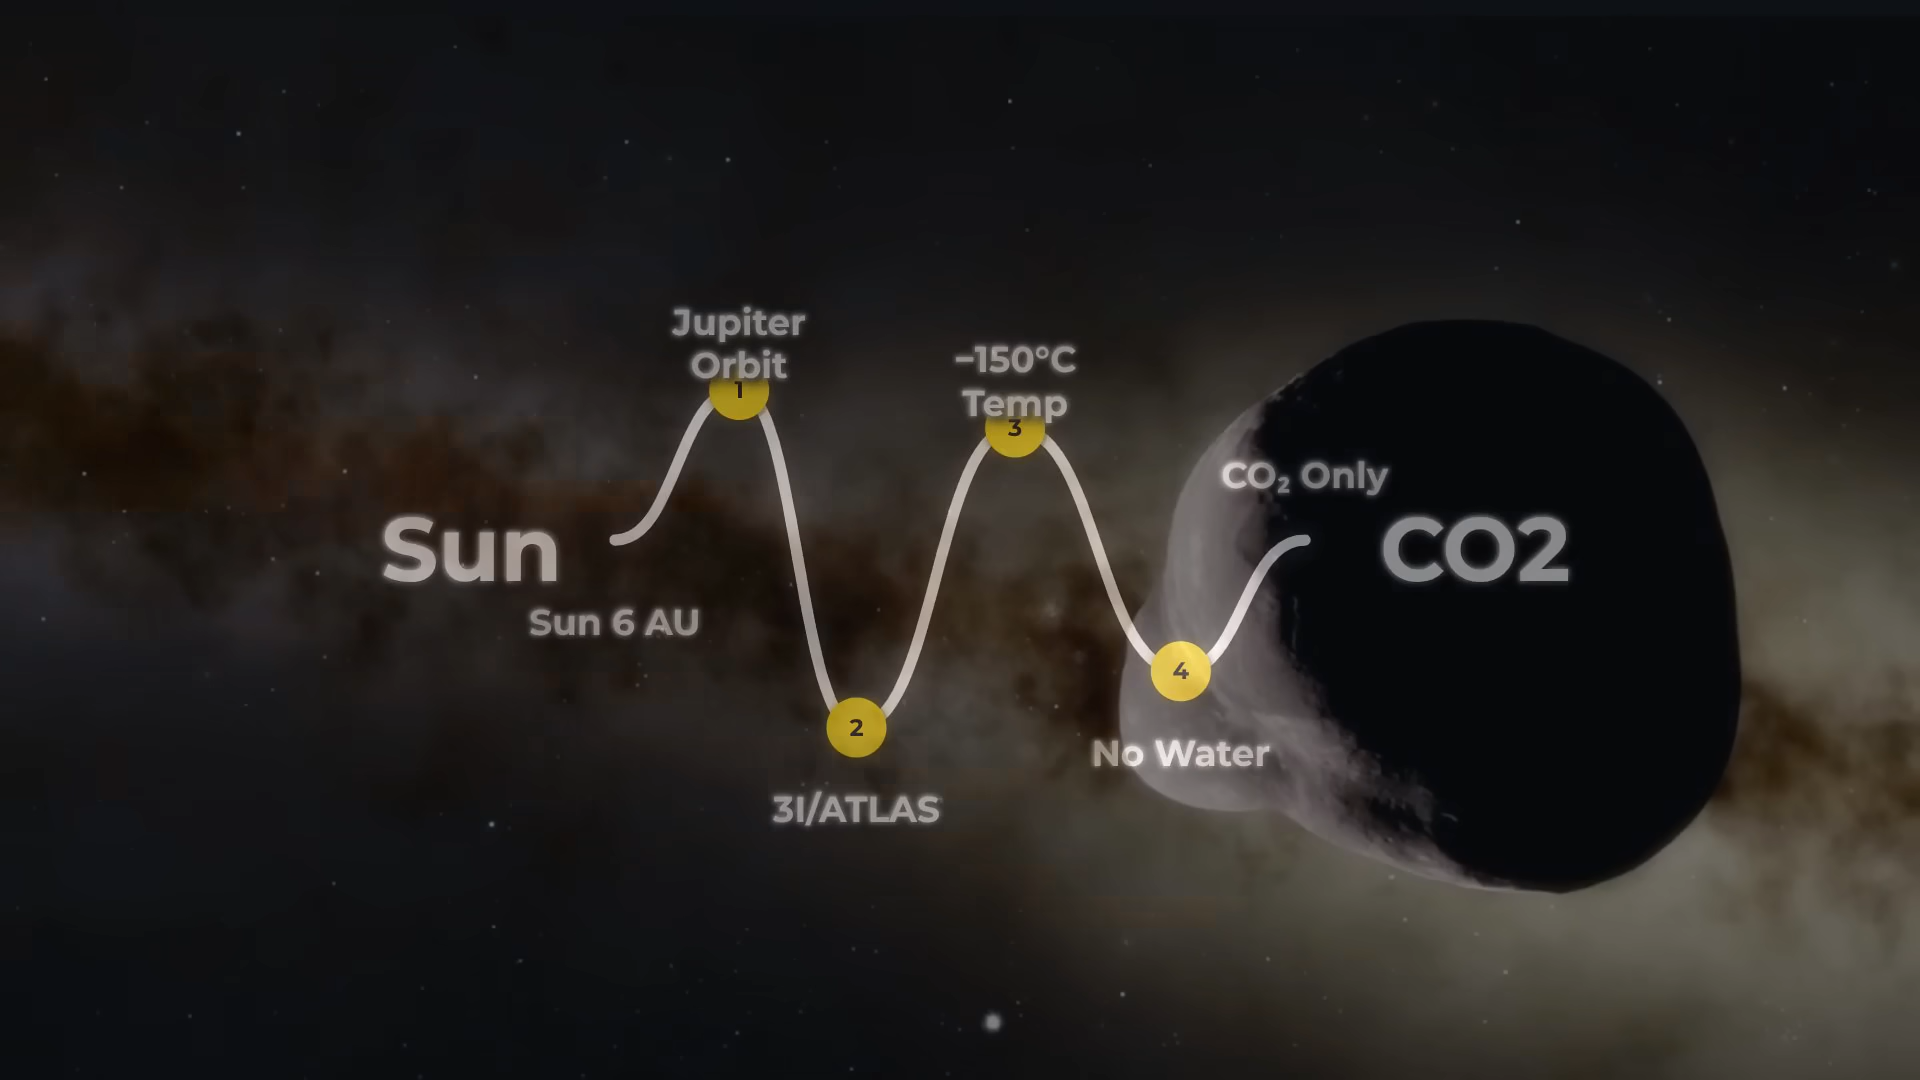 Jupiter
Orbit
1
−150°C
Temp
3
CO₂ Only
Sun
CO2
Sun 6 AU
4
2
No Water
3I/ATLAS